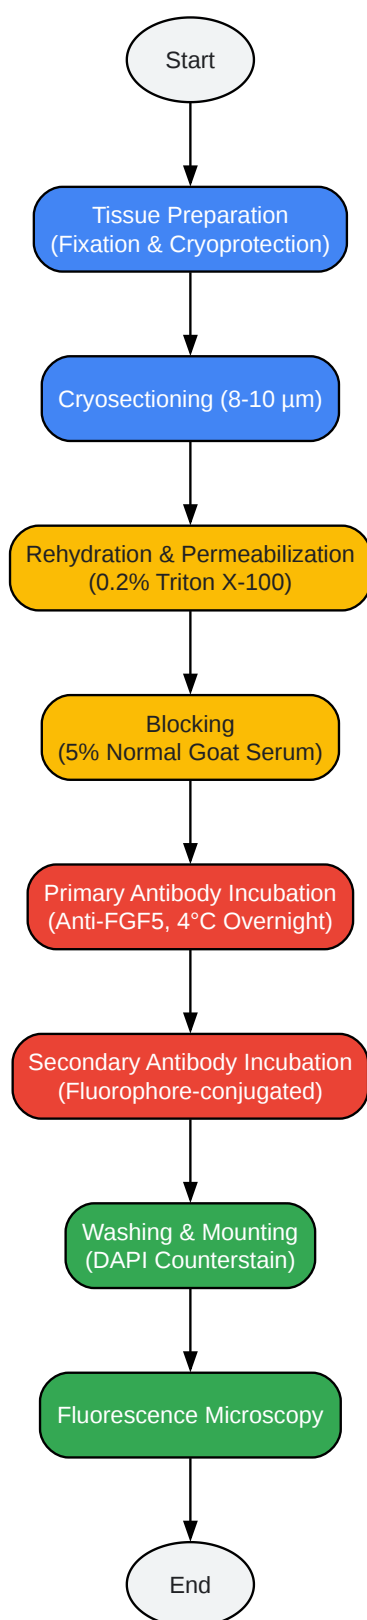 Start
Tissue Preparation
(Fixation & Cryoprotection)
Cryosectioning (8-10 µm)
Rehydration & Permeabilization
(0.2% Triton X-100)
Blocking
(5% Normal Goat Serum)
Primary Antibody Incubation
(Anti-FGF5, 4°C Overnight)
Secondary Antibody Incubation
(Fluorophore-conjugated)
Washing & Mounting
(DAPI Counterstain)
Fluorescence Microscopy
End